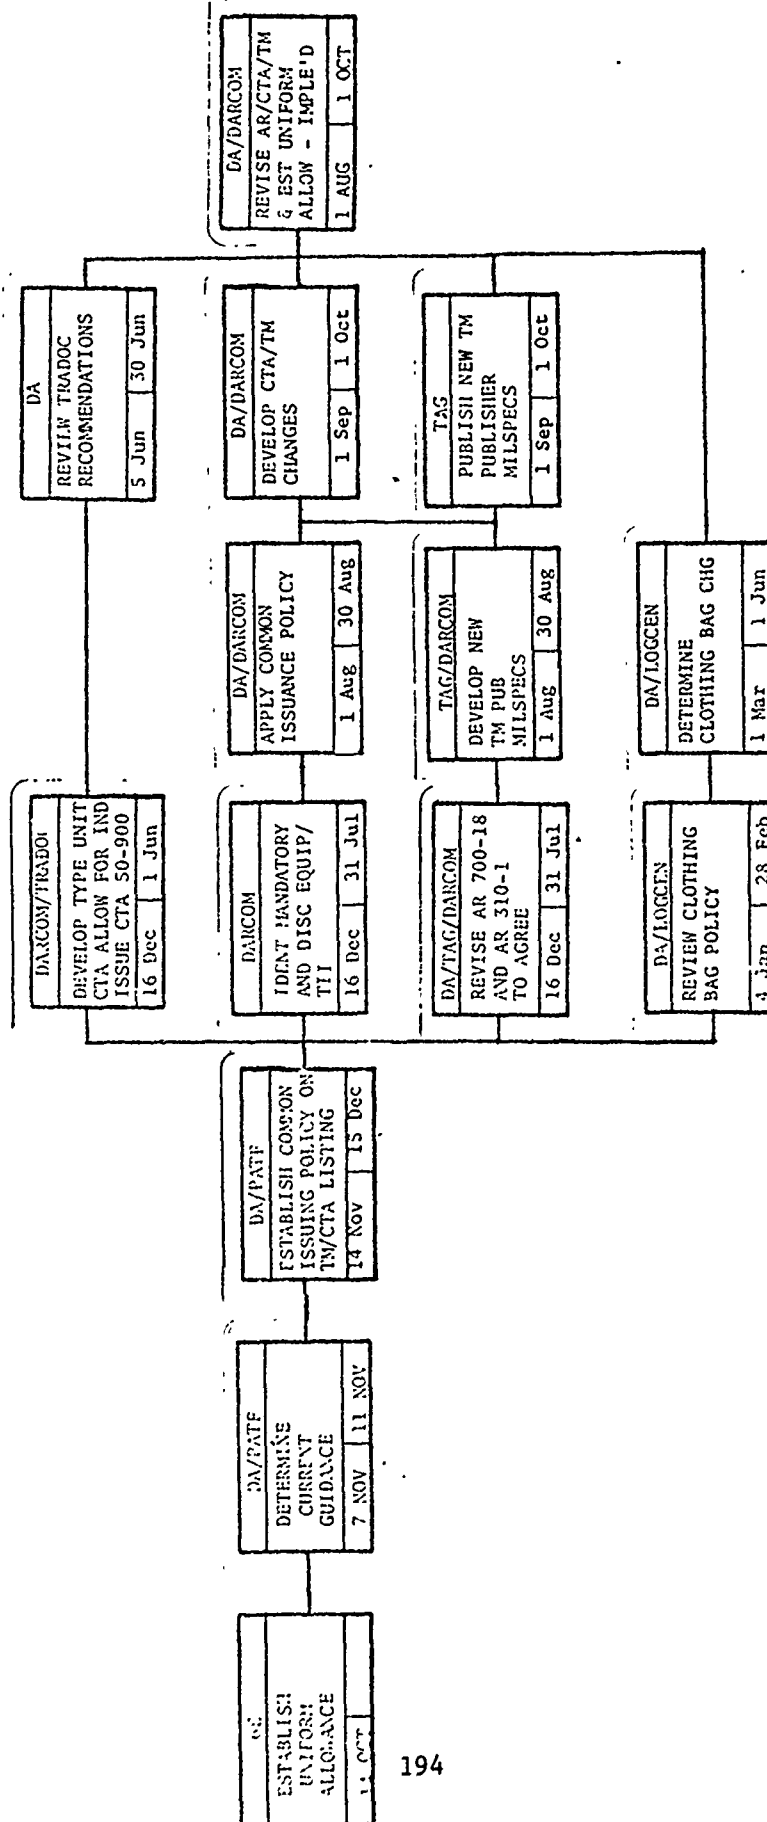 ESTABLISH
UNIFORM
ALLOWANCE
OCT
DA/PATF
DETERMINE
CURRENT
GUIDANCE
7 NOV 11 NOV
DA/PATF
ESTABLISH COMMON
ISSUING POLICY ON
TM/CTA LISTING
14 Nov 15 Dec
DARCOM/TRADOC
DEVELOP TYPE UNIT
CTA ALLOW FOR IND
ISSUE CTA 50-900
16 Dec 1 Jun
DA
REVIEW TRADOC
RECOMMENDATIONS
5 Jun 30 Jun
DARCOM
IDENT MANDATORY
AND DISC EQUIP/
16 Dec 31 Jul
DA/DARCOM
APPLY COMMON
ISSUANCE POLICY
1 Aug 30 Aug
DA/DARCOM
DEVELOP CTA/TM
CHANGES
1 Sep 1 Oct
DA/TAG/DARCOM
REVISE AR 700-18
AND AR 310-1
TO AGREE
16 Dec 31 Jul
TAG/DARCOM
DEVELOP NEW
TM PUB
MILSPECS
1 Aug 30 Aug
TAG
PUBLISH NEW TM
PUBLISHER
MILSPECS
1 Sep 1 Oct
DA/LOGCEN
REVIEW CLOTHING
BAG POLICY
4 Jan 28 Feb
DA/LOGCEN
DETERMINE
CLOTHING BAG CHG
1 Mar 1 Jun
DA/DARCOM
REVISE AR/CTA/TM
& EST UNIFORM
ALLOW - IMPLE'D
1 AUG 1 OCT
194